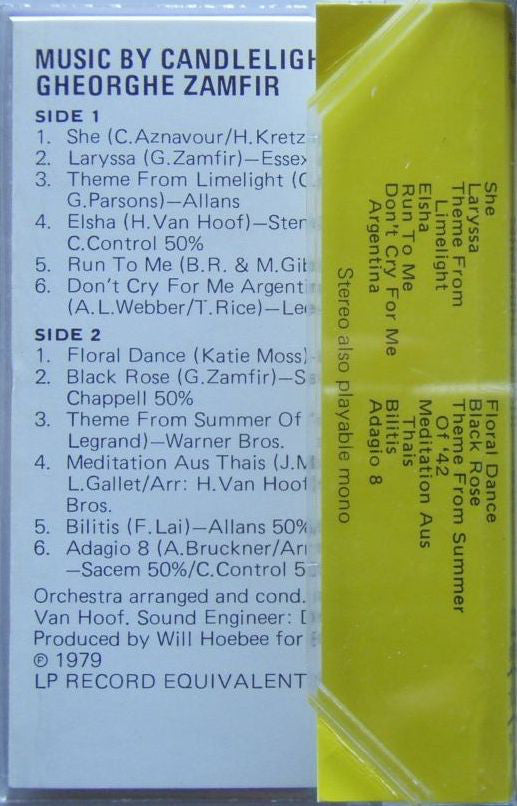 MUSIC BY CANDLELIGH
GHEORGHE ZAMFIR
SIDE 1
1. She (C.Aznavour/H.Kretz
2. Laryssa (G.Zamfir)—Essex
3. Theme From Limelight (C
G.Parsons)—Allans
4. Elsha (H.Van Hoof)—Ster
C.Control 50%
5. Run To Me (B.R. & M.Gib
6. Don't Cry For Me Argenti
(A.L.Webber/T.Rice)—Lee
SIDE 2
1. Floral Dance (Katie Moss)
2. Black Rose (G.Zamfir)—S
Chappell 50%
3. Theme From Summer Of
Legrand)—Warner Bros.
4. Meditation Aus Thais (J.M
L.Gallet/Arr: H.Van Hoof
Bros.
5. Bilitis (F.Lai)—Allans 50%
6. Adagio 8 (A.Bruckner/Arr
—Sacem 50%/C.Control 5
Orchestra arranged and cond.
Van Hoof. Sound Engineer:
Produced by Will Hoebee for
℗ 1979
LP RECORD EQUIVALENT
She
Laryssa
Theme From
Limelight
Elsha
Run To Me
Don't Cry For Me
Argentina
Floral Dance
Black Rose
Theme From Summer
Of '42
Meditation Aus
Thais
Bilitis
Adagio 8
Stereo also playable mono